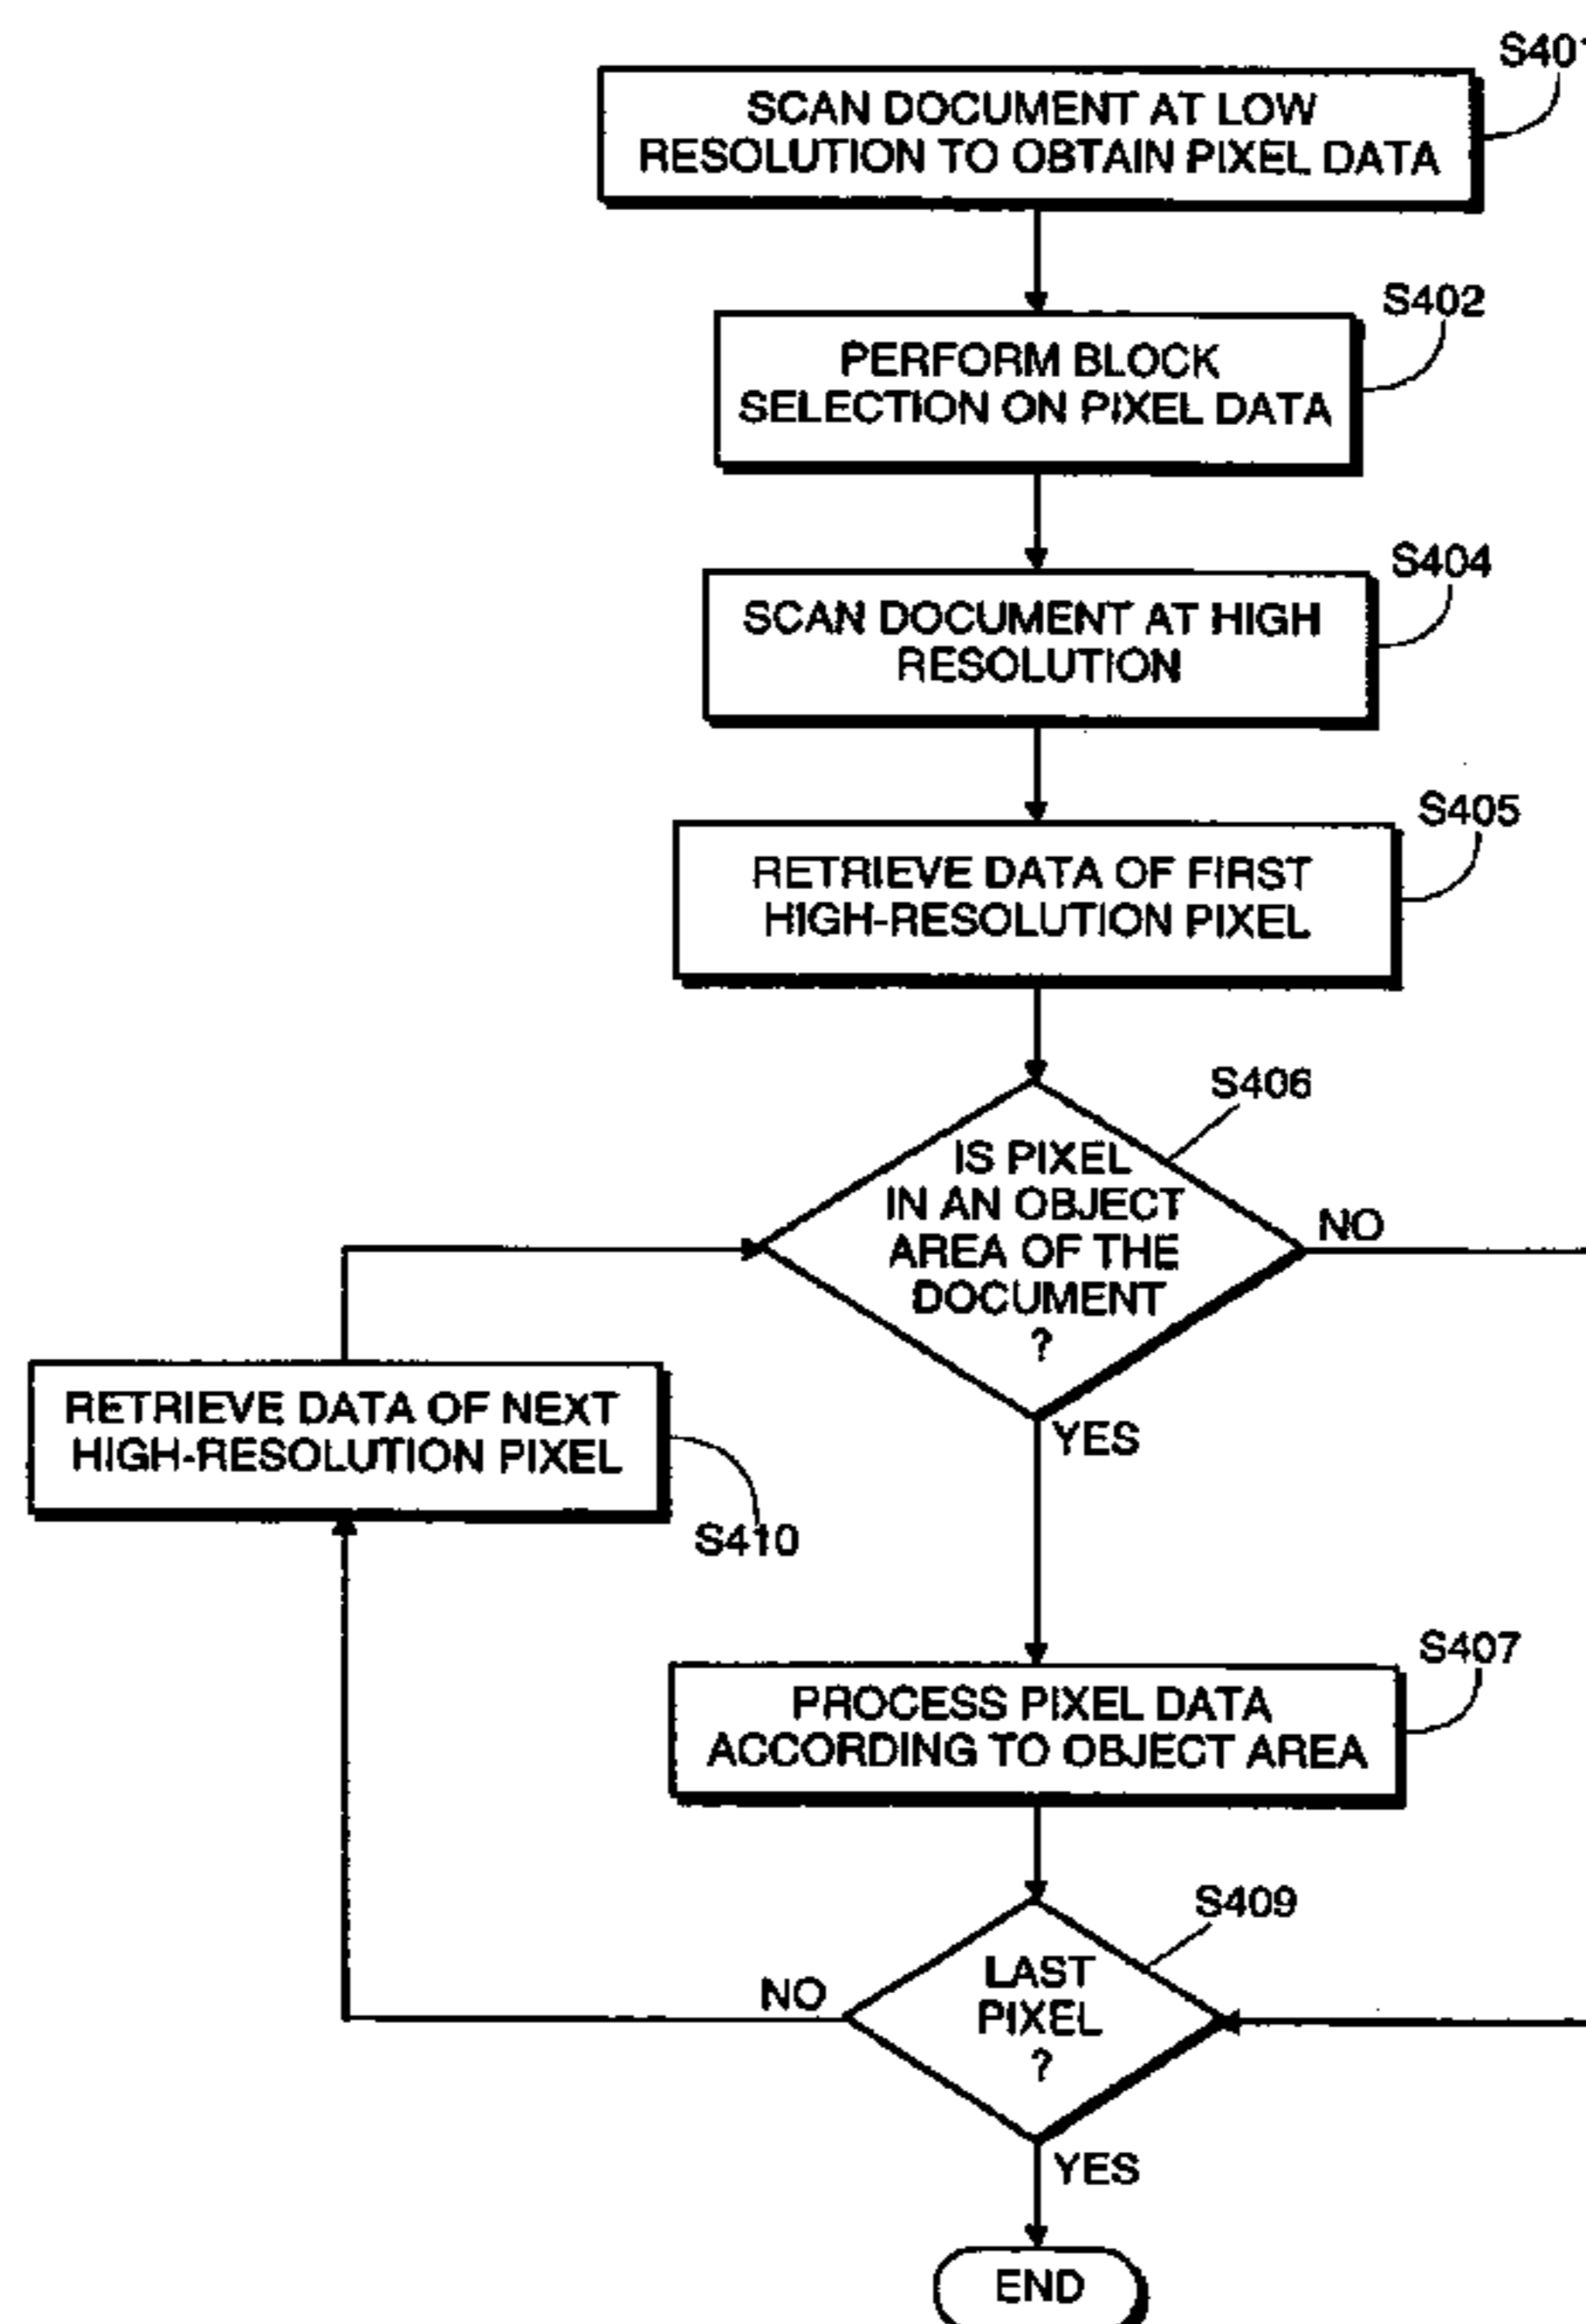 S401
SCAN DOCUMENT AT LOW
RESOLUTION TO OBTAIN PIXEL DATA
S402
PERFORM BLOCK
SELECTION ON PIXEL DATA
S404
SCAN DOCUMENT AT HIGH
RESOLUTION
S405
RETRIEVE DATA OF FIRST
HIGH-RESOLUTION PIXEL
S406
IS PIXEL
IN AN OBJECT
AREA OF THE
DOCUMENT
?
NO
YES
RETRIEVE DATA OF NEXT
HIGH-RESOLUTION PIXEL
S410
S407
PROCESS PIXEL DATA
ACCORDING TO OBJECT AREA
S409
LAST
PIXEL
?
NO
YES
END